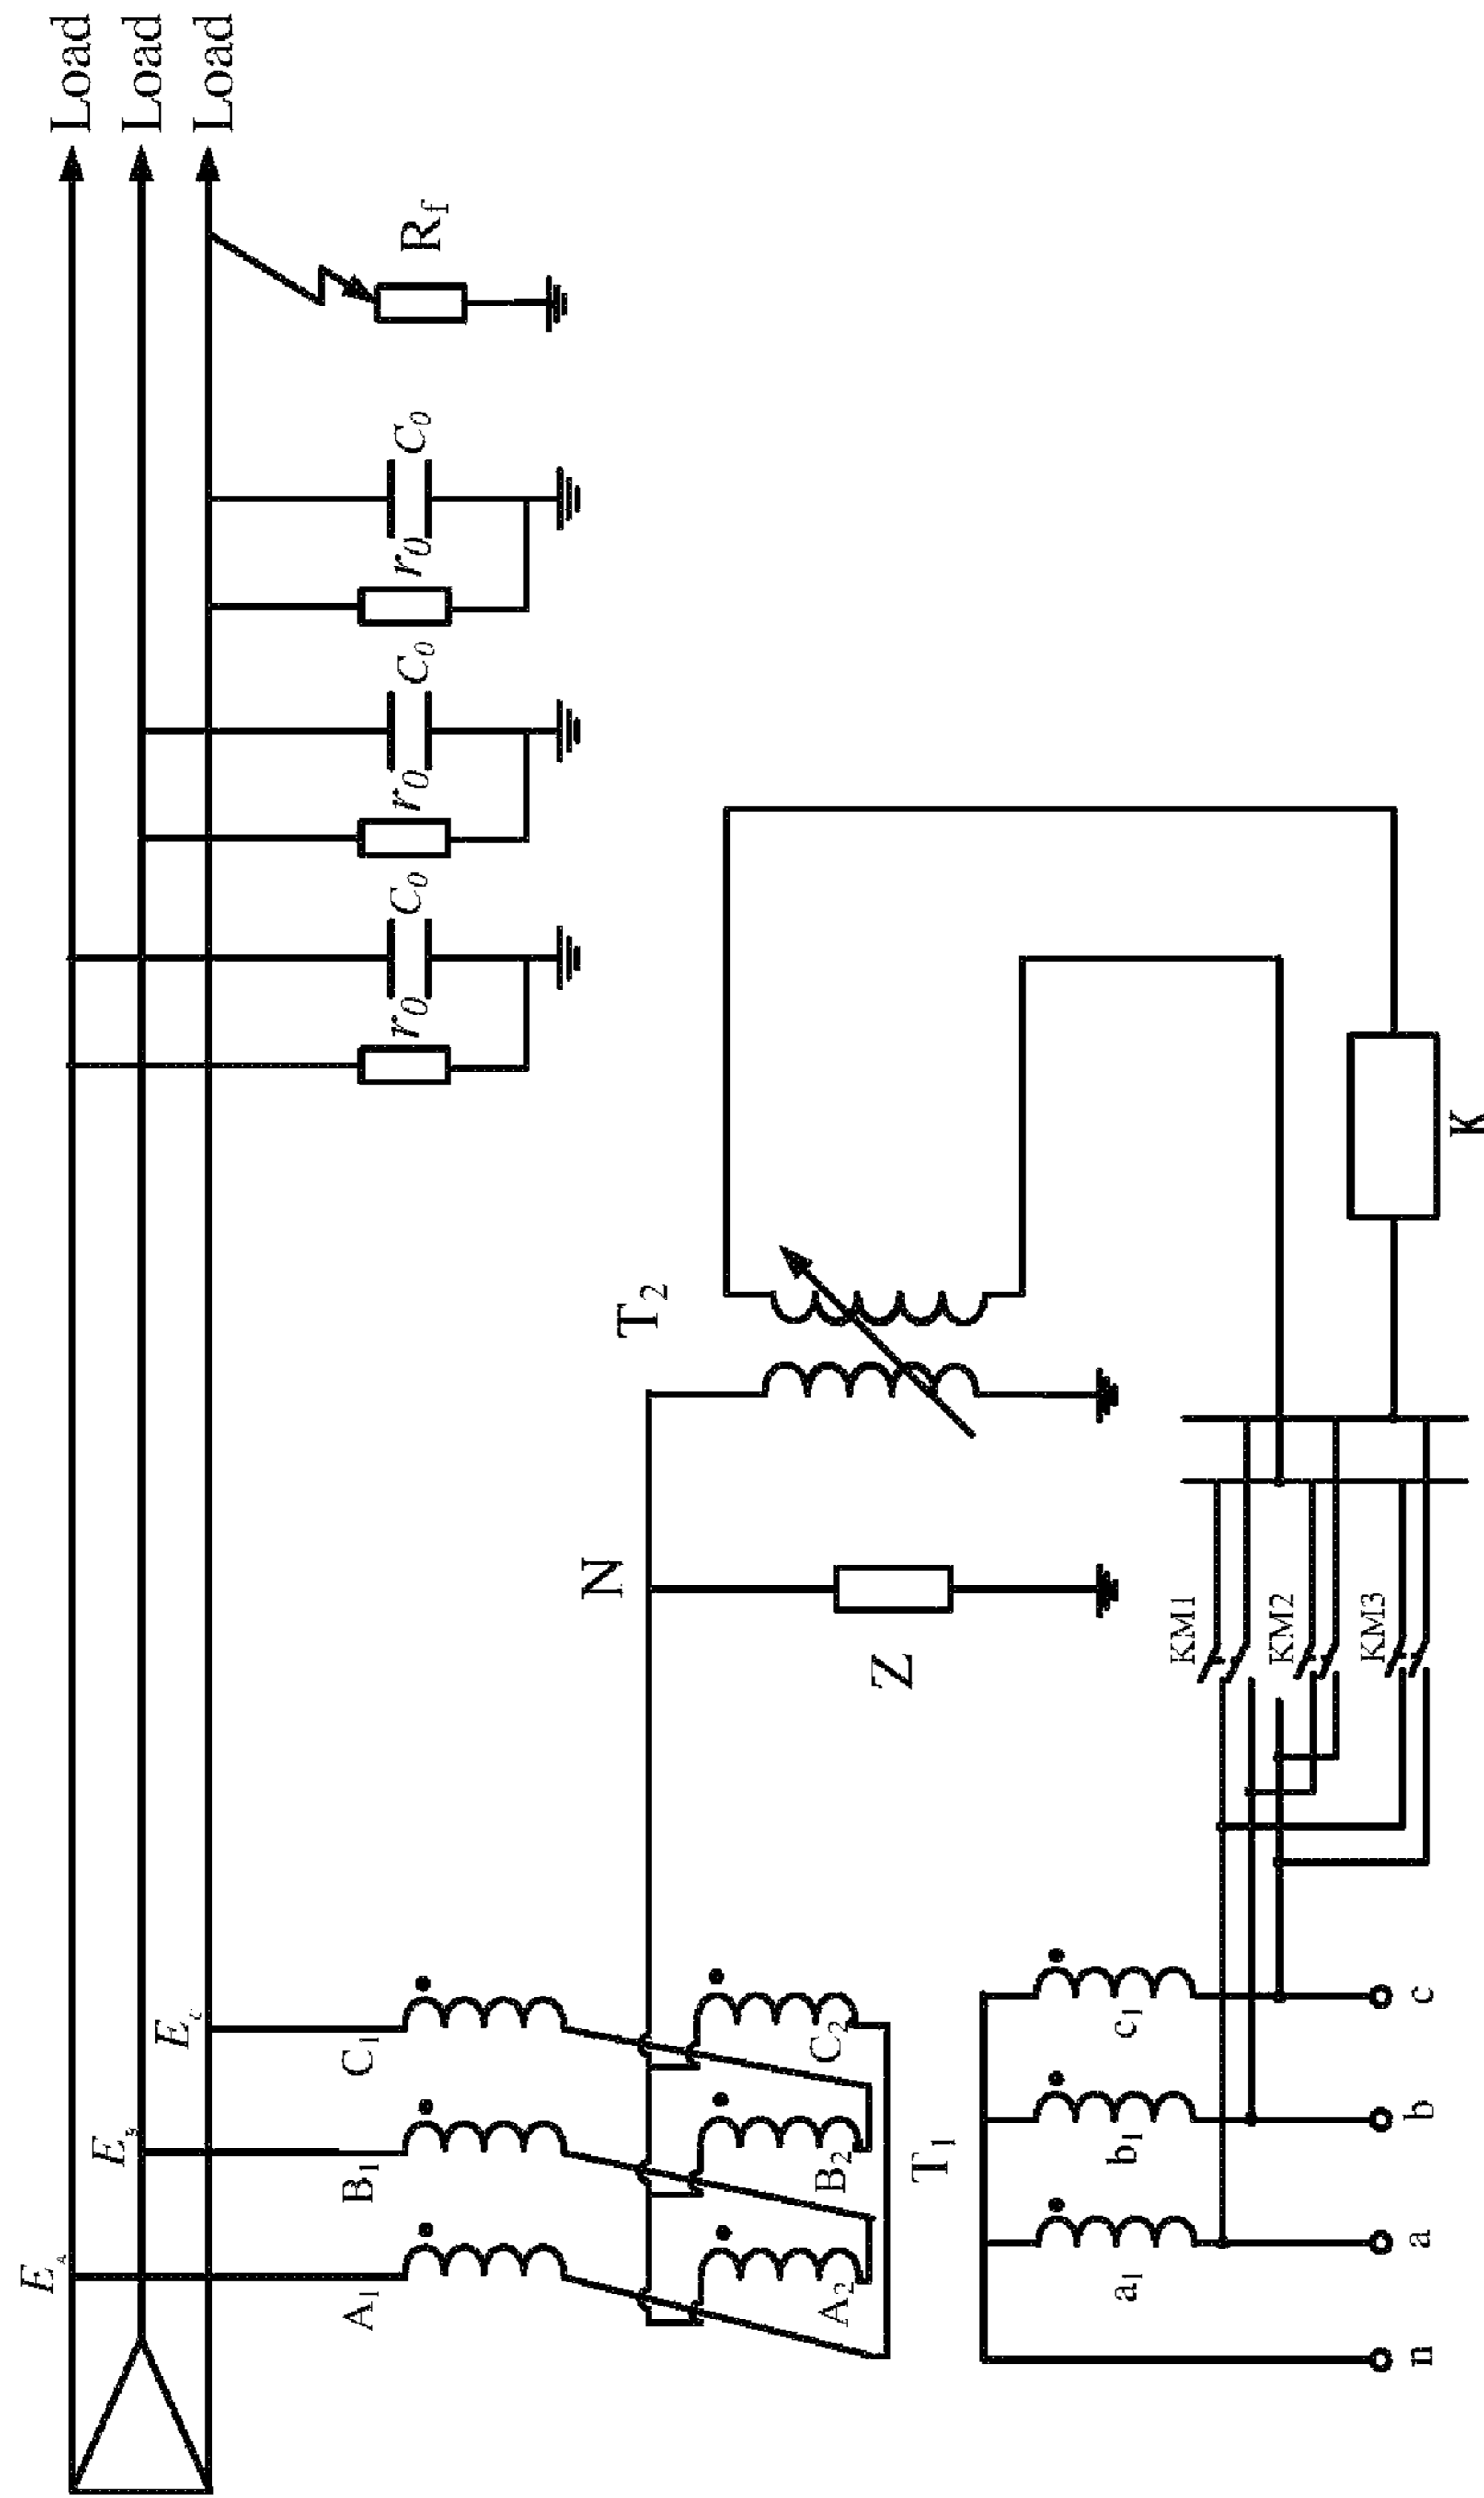 Load
Load
Load
E_A
E_B
E_C
R_f
r_0 C_0 r_0 C_0 r_0 C_0
A_1 B_1 C_1
N
T_2
Z
A_2 B_2 C_2
T_1
a_1 b_1 c_1
KM1
KM2
KM3
K
n a b c